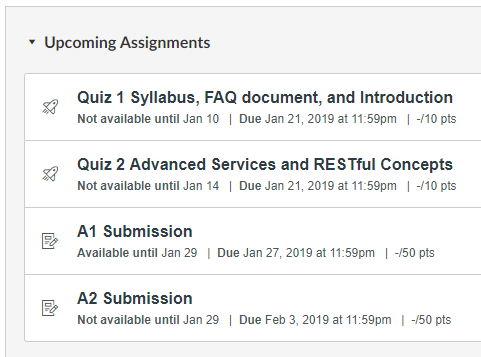 Upcoming Assignments
Quiz 1 Syllabus, FAQ document, and Introduction
Not available until Jan 10 | Due Jan 21, 2019 at 11:59pm | -/10 pts
Quiz 2 Advanced Services and RESTful Concepts
Not available until Jan 14 | Due Jan 21, 2019 at 11:59pm | -/10 pts
A1 Submission
Available until Jan 29 | Due Jan 27, 2019 at 11:59pm | -/50 pts
A2 Submission
Not available until Jan 29 | Due Feb 3, 2019 at 11:59pm | -/50 pts